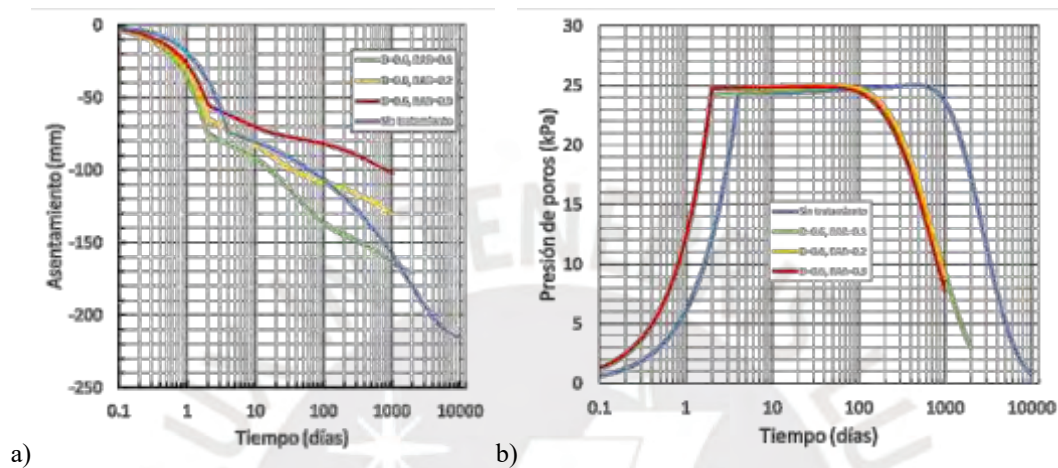 Asentamiento (mm)
0
-50
-100
-150
-200
-250
0.1 1 10 100 1000 10000
Tiempo (días)
Sin tratamiento
a)
Presión de poros (kPa)
30
25
20
15
10
5
0
0.1 1 10 100 1000 10000
Tiempo (días)
Sin tratamiento
b)